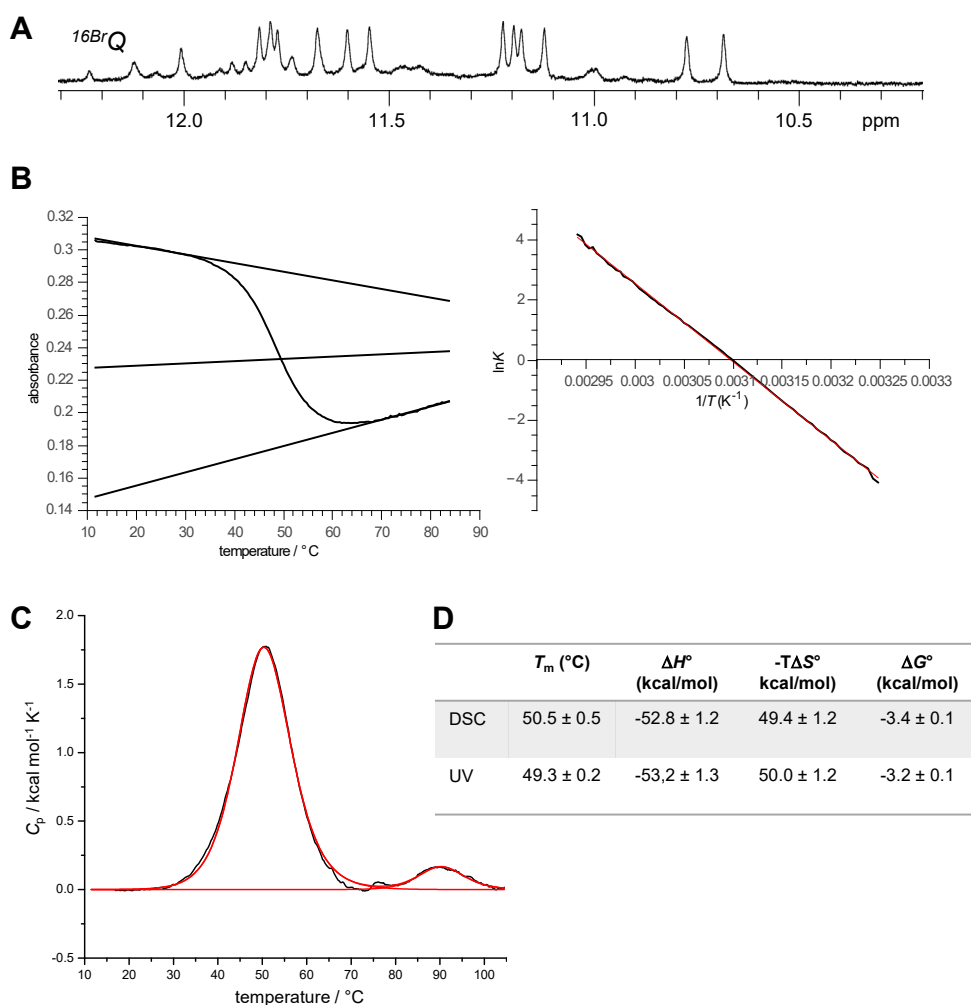 A
16BrQ
12.0 11.5 11.0 10.5 ppm
B
0.32
0.3
0.28
0.26
0.24
0.22
0.2
0.18
0.16
0.14
absorbance
10 20 30 40 50 60 70 80 90
temperature / °C
4
2
0
−2
−4
lnK
0.00295 0.003 0.00305 0.0031 0.00315 0.0032 0.00325 0.0033
1/T (K-1)
C
2.0
1.5
1.0
0.5
0.0
-0.5
Cp / kcal mol-1 K-1
10 20 30 40 50 60 70 80 90 100
temperature / °C
D
Tm (°C) ΔH° (kcal/mol) -TΔS° kcal/mol) ΔG° (kcal/mol)
DSC 50.5 ± 0.5 -52.8 ± 1.2 49.4 ± 1.2 -3.4 ± 0.1
UV 49.3 ± 0.2 -53,2 ± 1.3 50.0 ± 1.2 -3.2 ± 0.1